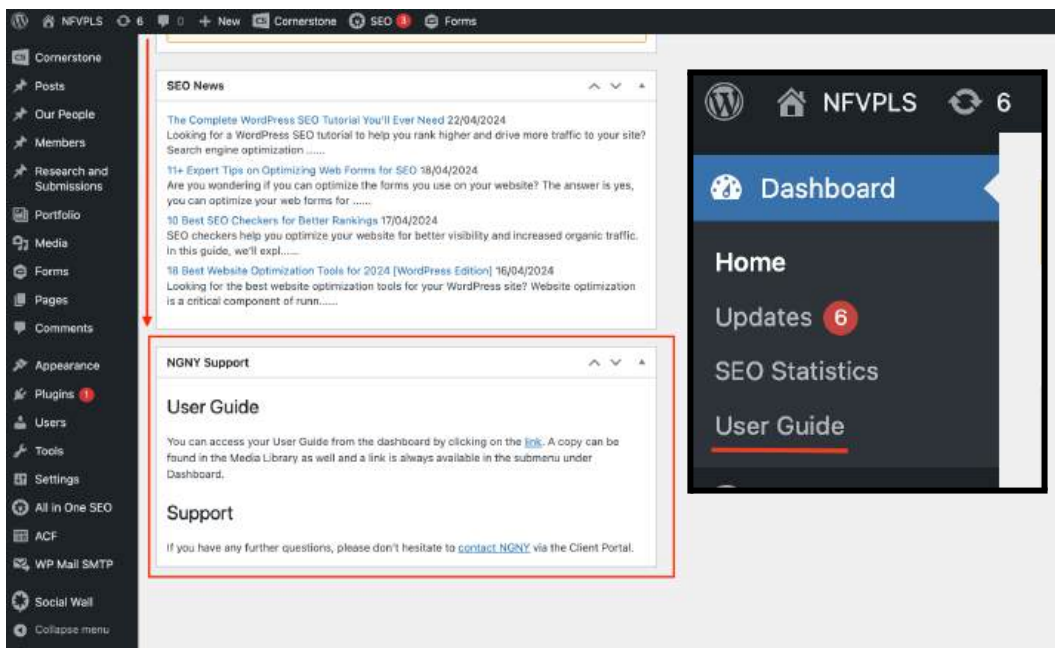 NFVPLS 6 0 + New Cornerstone SEO 3 Forms
Cornerstone
Posts
Our People
Members
Research and
Submissions
Portfolio
Media
Forms
Pages
Comments
Appearance
Plugins 1
Users
Tools
Settings
All in One SEO
ACF
WP Mail SMTP
Social Wall
Collapse menu
SEO News
The Complete WordPress SEO Tutorial You'll Ever Need 22/04/2024
Looking for a WordPress SEO tutorial to help you rank higher and drive more traffic to your site?
Search engine optimization ......
11+ Expert Tips on Optimizing Web Forms for SEO 18/04/2024
Are you wondering if you can optimize the forms you use on your website? The answer is yes,
you can optimize your web forms for ......
10 Best SEO Checkers for Better Rankings 17/04/2024
SEO checkers help you optimize your website for better visibility and increased organic traffic.
In this guide, we'll expl......
18 Best Website Optimization Tools for 2024 [WordPress Edition] 16/04/2024
Looking for the best website optimization tools for your WordPress site? Website optimization
is a critical component of runn......
NGNY Support
User Guide
You can access your User Guide from the dashboard by clicking on the link. A copy can be
found in the Media Library as well and a link is always available in the submenu under
Dashboard.
Support
If you have any further questions, please don't hesitate to contact NGNY via the Client Portal.
NFVPLS 6
Dashboard
Home
Updates 6
SEO Statistics
User Guide